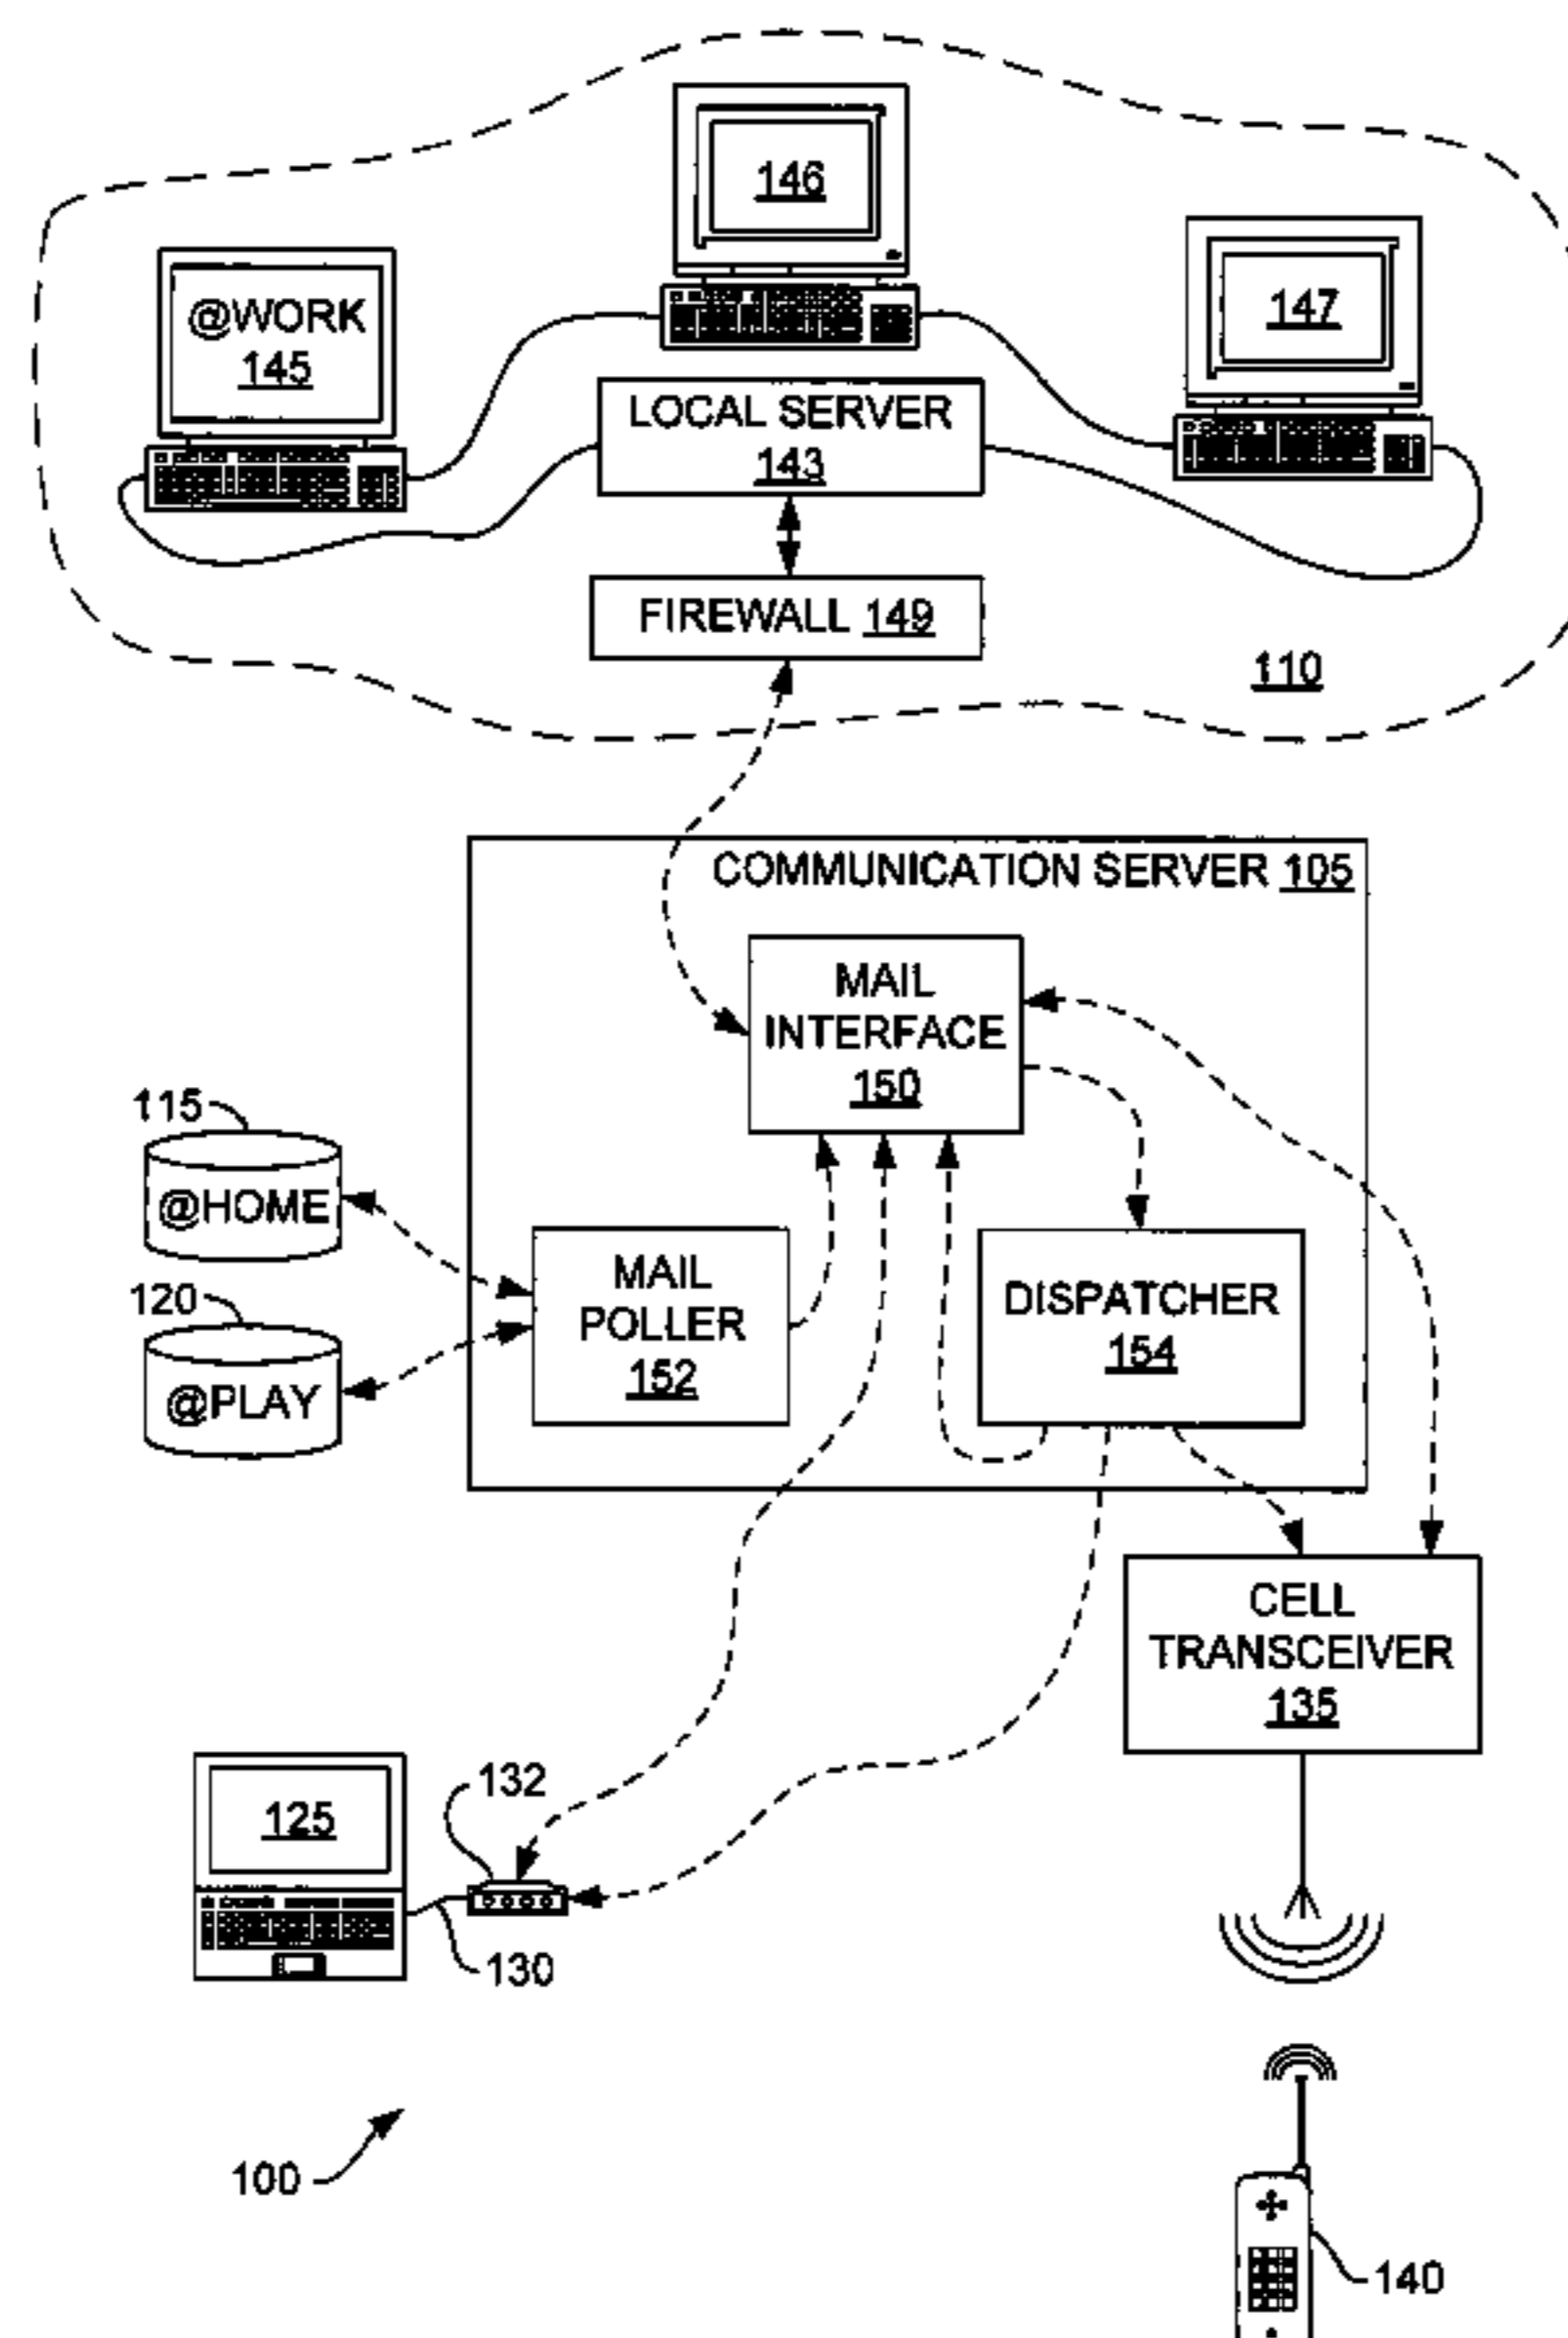 146
@WORK
145
147
LOCAL SERVER
143
FIREWALL 149
110
COMMUNICATION SERVER 105
MAIL
INTERFACE
150
115
@HOME
120
@PLAY
MAIL
POLLER
152
DISPATCHER
154
CELL
TRANSCEIVER
135
125
132
130
100
140